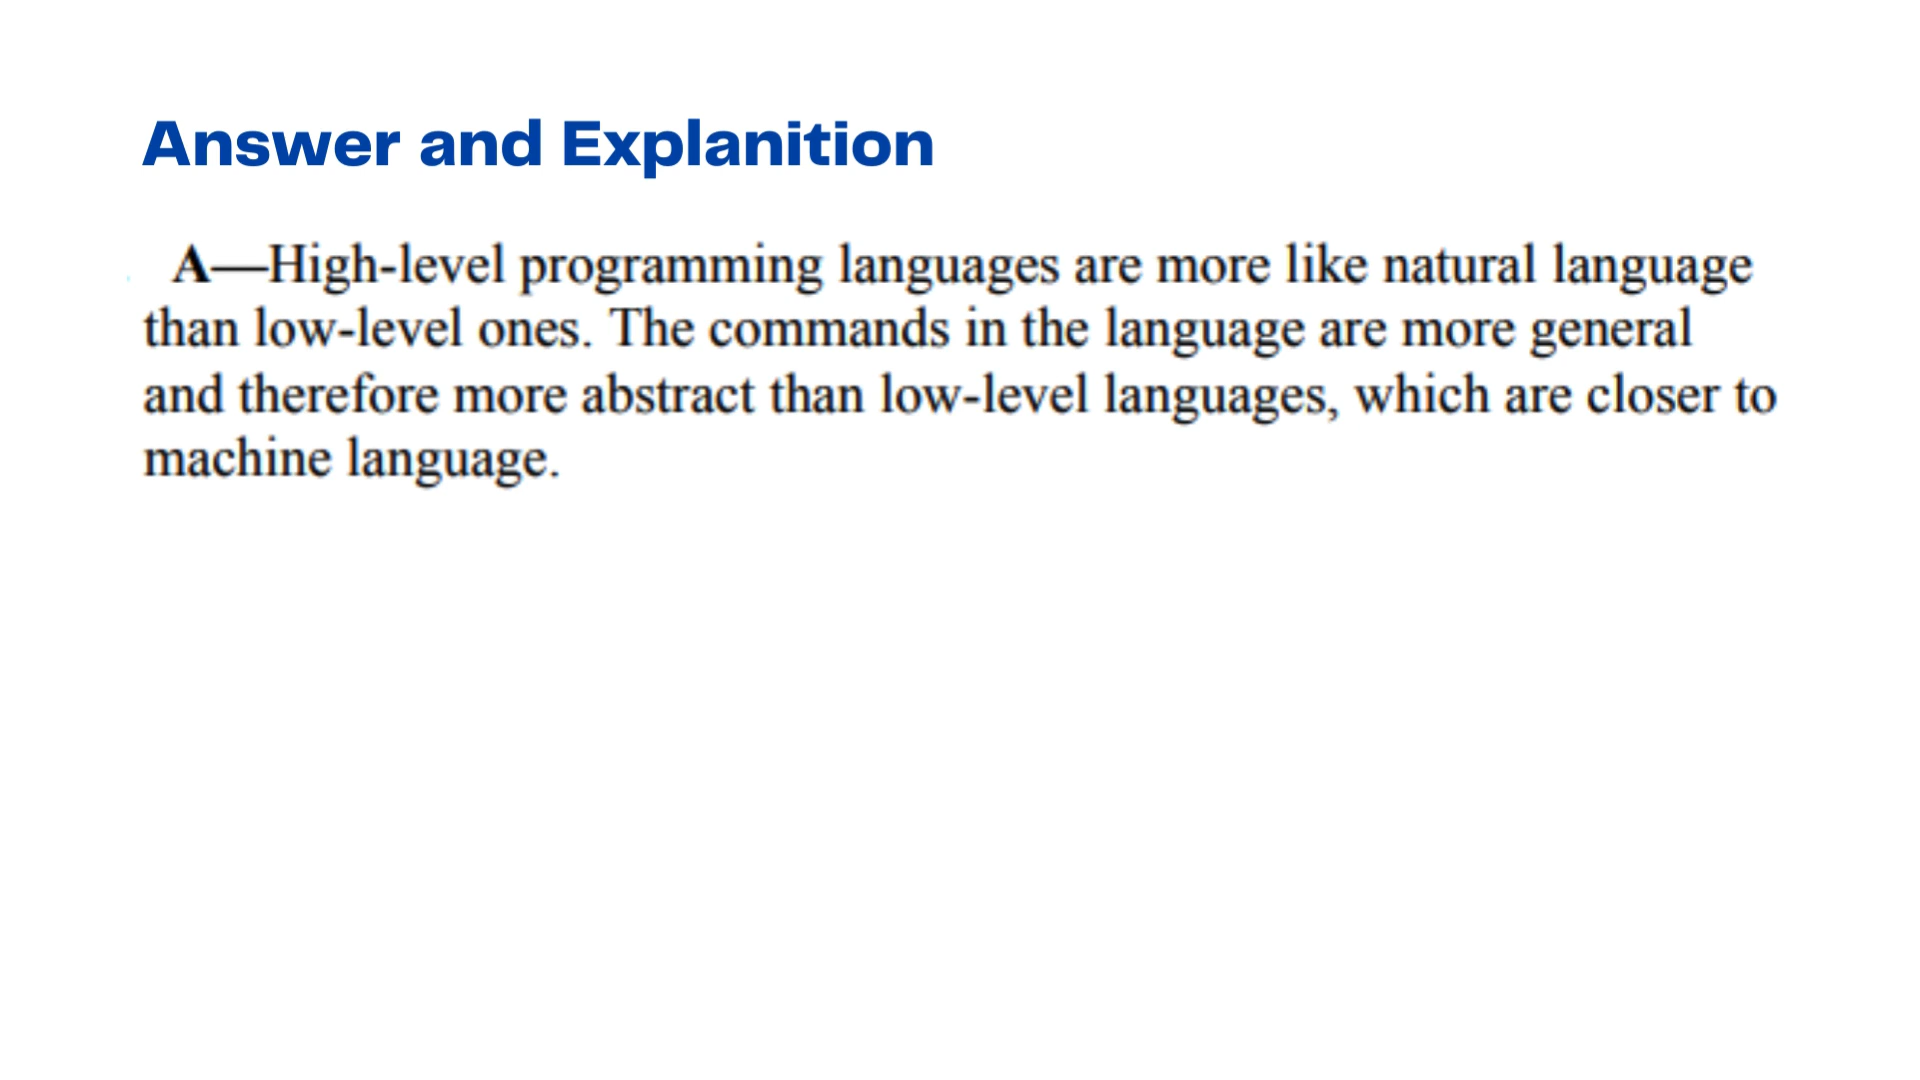 Answer and Explanition
A—High-level programming languages are more like natural language
than low-level ones. The commands in the language are more general
and therefore more abstract than low-level languages, which are closer to
machine language.